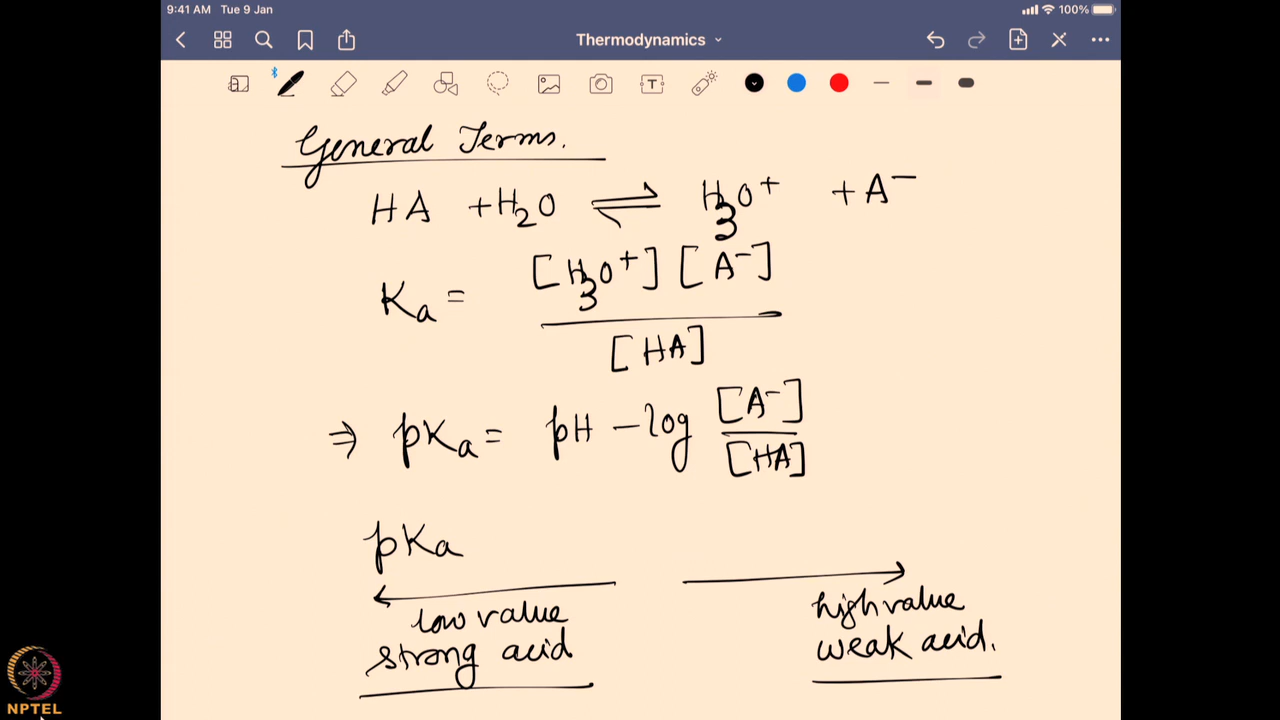 9:41 AM Tue 9 Jan
100%
Thermodynamics
T
General Terms.
HA + H₂O ⇌ H₃O⁺ + A⁻
Ka = [H₃O⁺] [A⁻]
[HA]
⇒ pKa = pH - log [A⁻]
[HA]
pKa
low value high value
strong acid weak acid.
NPTEL